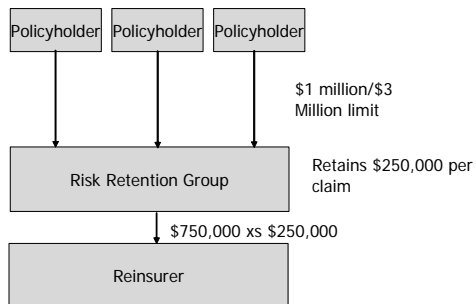 Policyholder Policyholder Policyholder
$1 million/$3
Million limit
Risk Retention Group
Retains $250,000 per
claim
$750,000 xs $250,000
Reinsurer